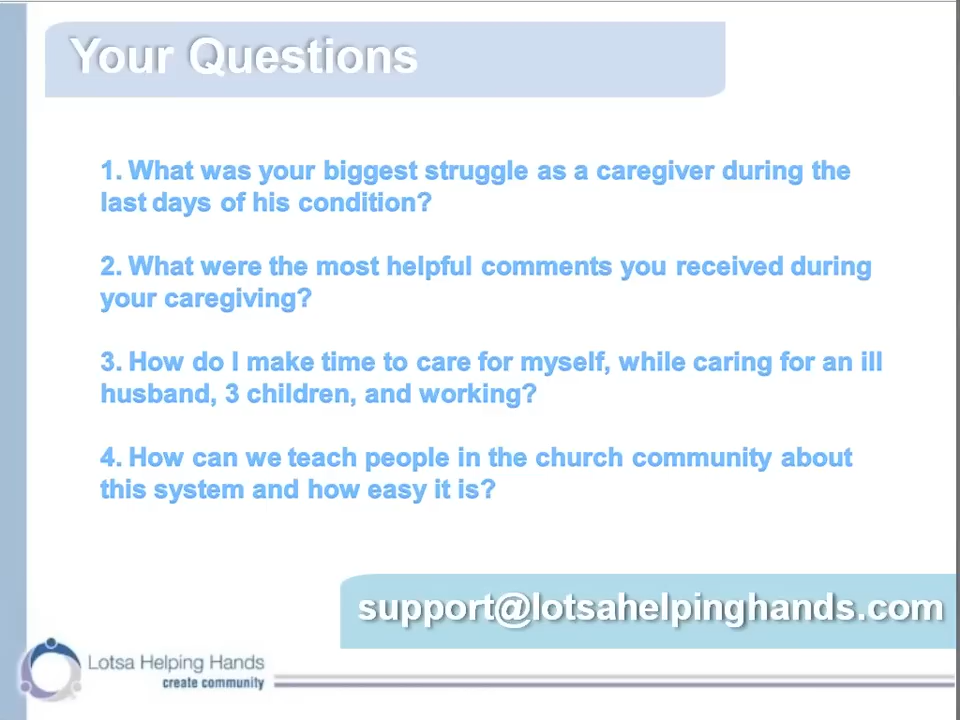 Your Questions
1. What was your biggest struggle as a caregiver during the
last days of his condition?
2. What were the most helpful comments you received during
your caregiving?
3. How do I make time to care for myself, while caring for an ill
husband, 3 children, and working?
4. How can we teach people in the church community about
this system and how easy it is?
support@lotsahelpinghands.com
Lotsa Helping Hands
create community